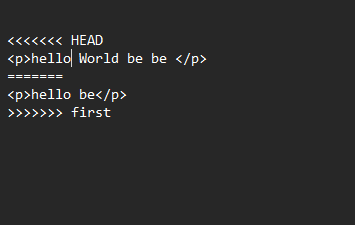 <<<<<<< HEAD
<p>hello World be be </p>
=======
<p>hello be</p>
>>>>>>> first